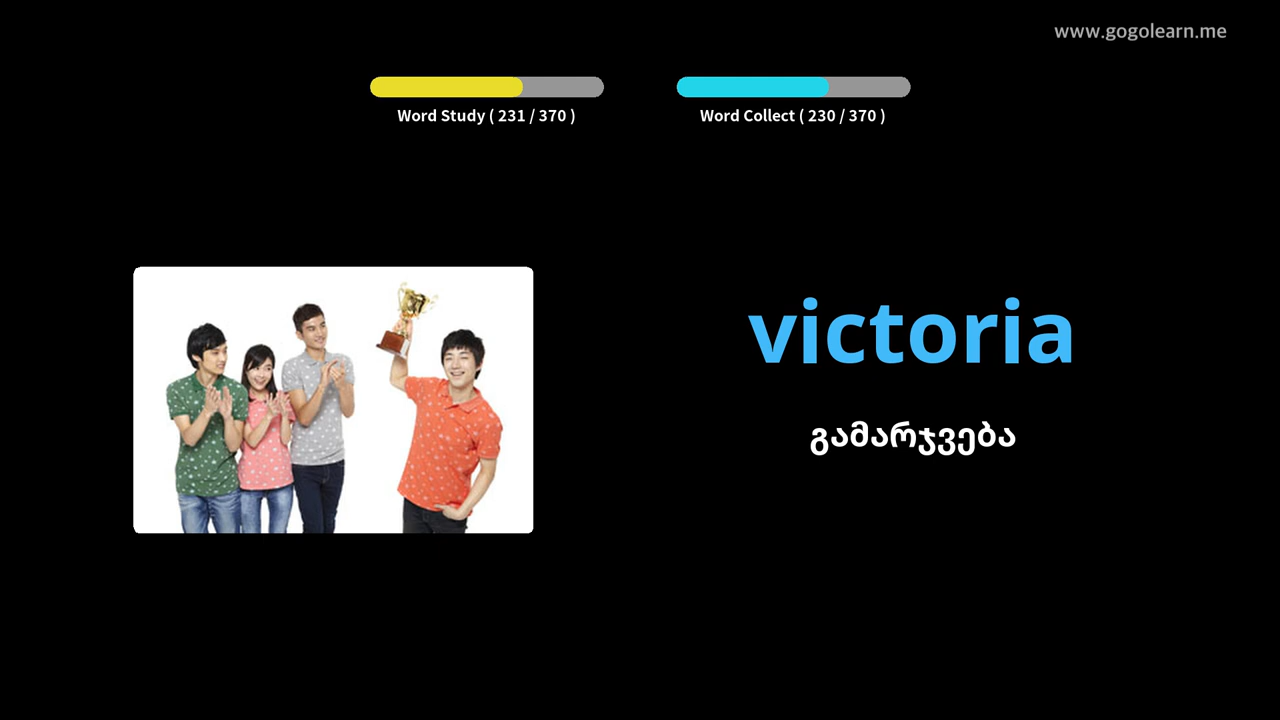 www.gogolearn.me
Word Study ( 231 / 370 )
Word Collect ( 230 / 370 )
victoria
გამარჯვება